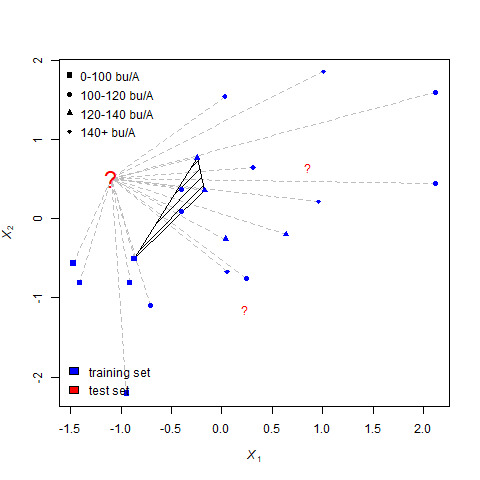 0-100 bu/A
100-120 bu/A
120-140 bu/A
140+ bu/A
?
?
?
training set
test set
2
1
0
-1
-2
X2
-1.5 -1.0 -0.5 0.0 0.5 1.0 1.5 2.0
X1